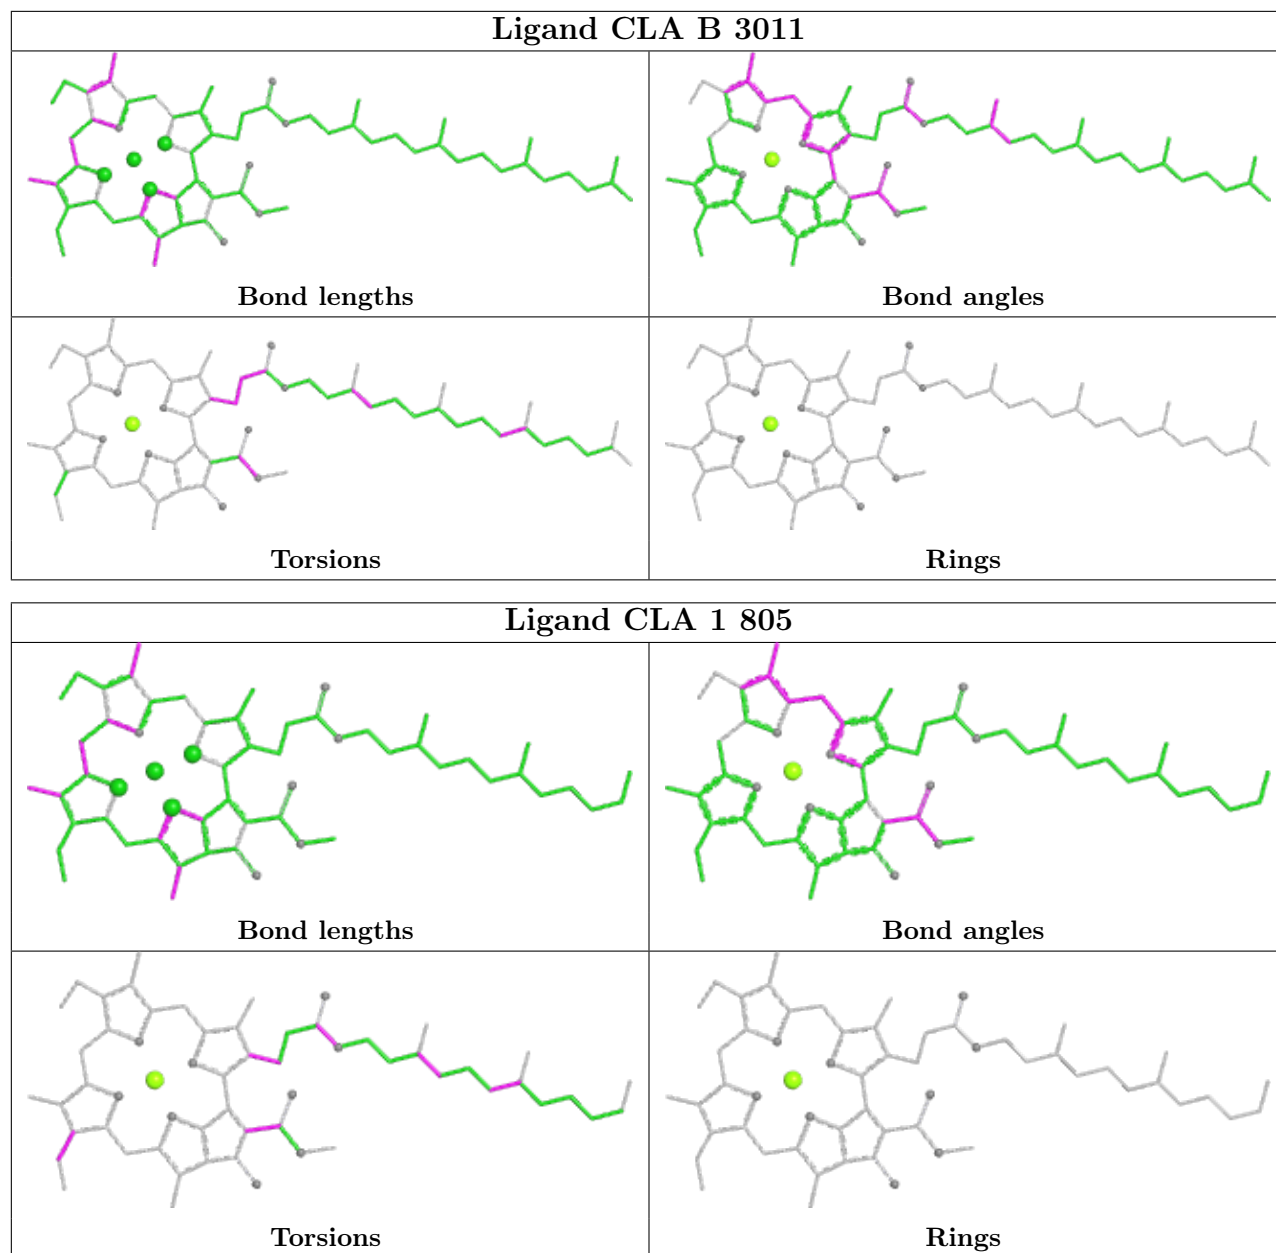 Ligand CLA B 3011
Bond lengths
Bond angles
Torsions
Rings
Ligand CLA 1 805
Bond lengths
Bond angles
Torsions
Rings